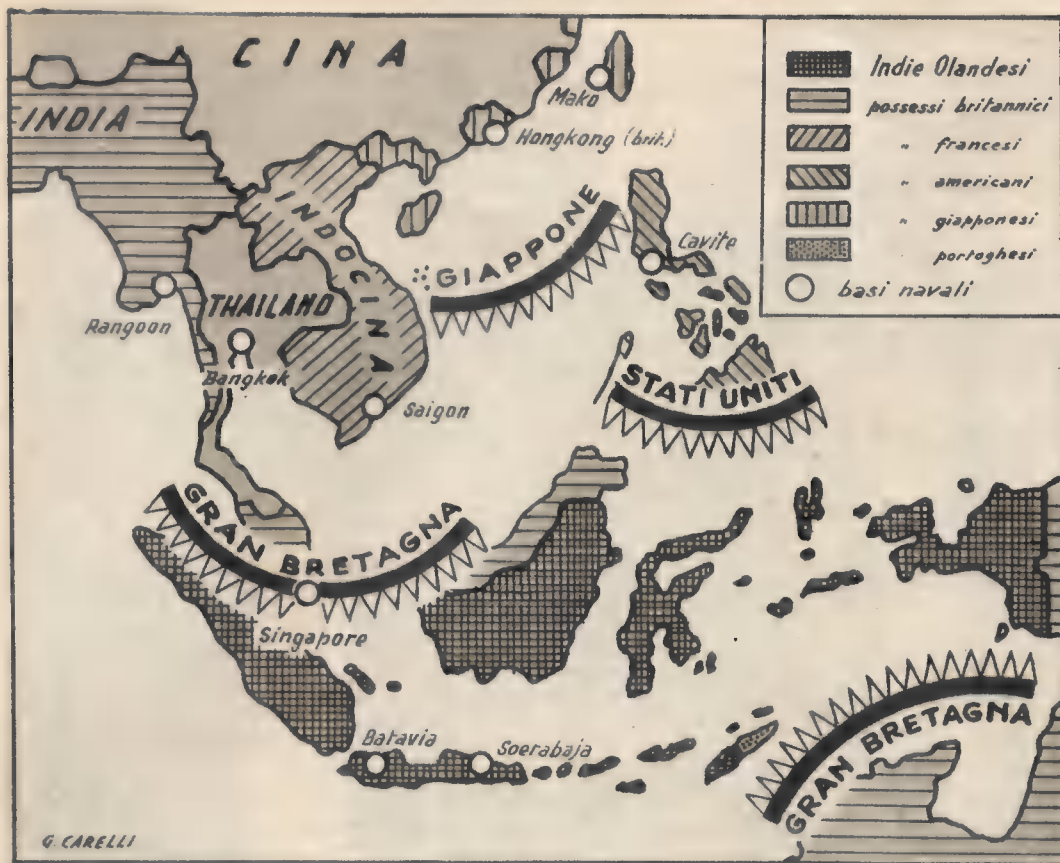 CINA
INDIA
Mako
Hongkong (brit.)
INDOCINA
GIAPPONE
Cavite
Rangoon
THAILAND
Bangkok
Saigon
STATI UNITI
GRAN BRETAGNA
Singapore
Batavia
Soerabaja
GRAN BRETAGNA
G. CARELLI
Indie Olandesi
possessi britannici
" francesi
" americani
" giapponesi
" portoghesi
basi navali